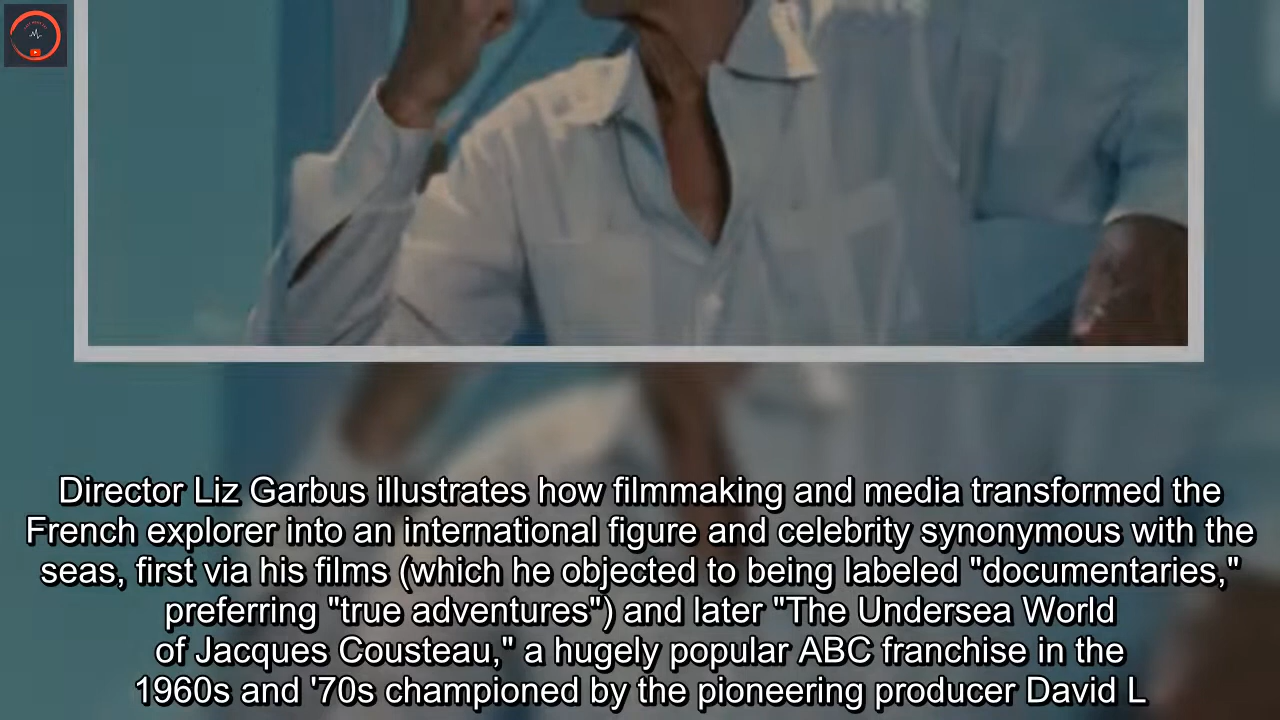 Director Liz Garbus illustrates how filmmaking and media transformed the
French explorer into an international figure and celebrity synonymous with the
seas, first via his films (which he objected to being labeled "documentaries,"
preferring "true adventures") and later "The Undersea World
of Jacques Cousteau," a hugely popular ABC franchise in the
1960s and '70s championed by the pioneering producer David L